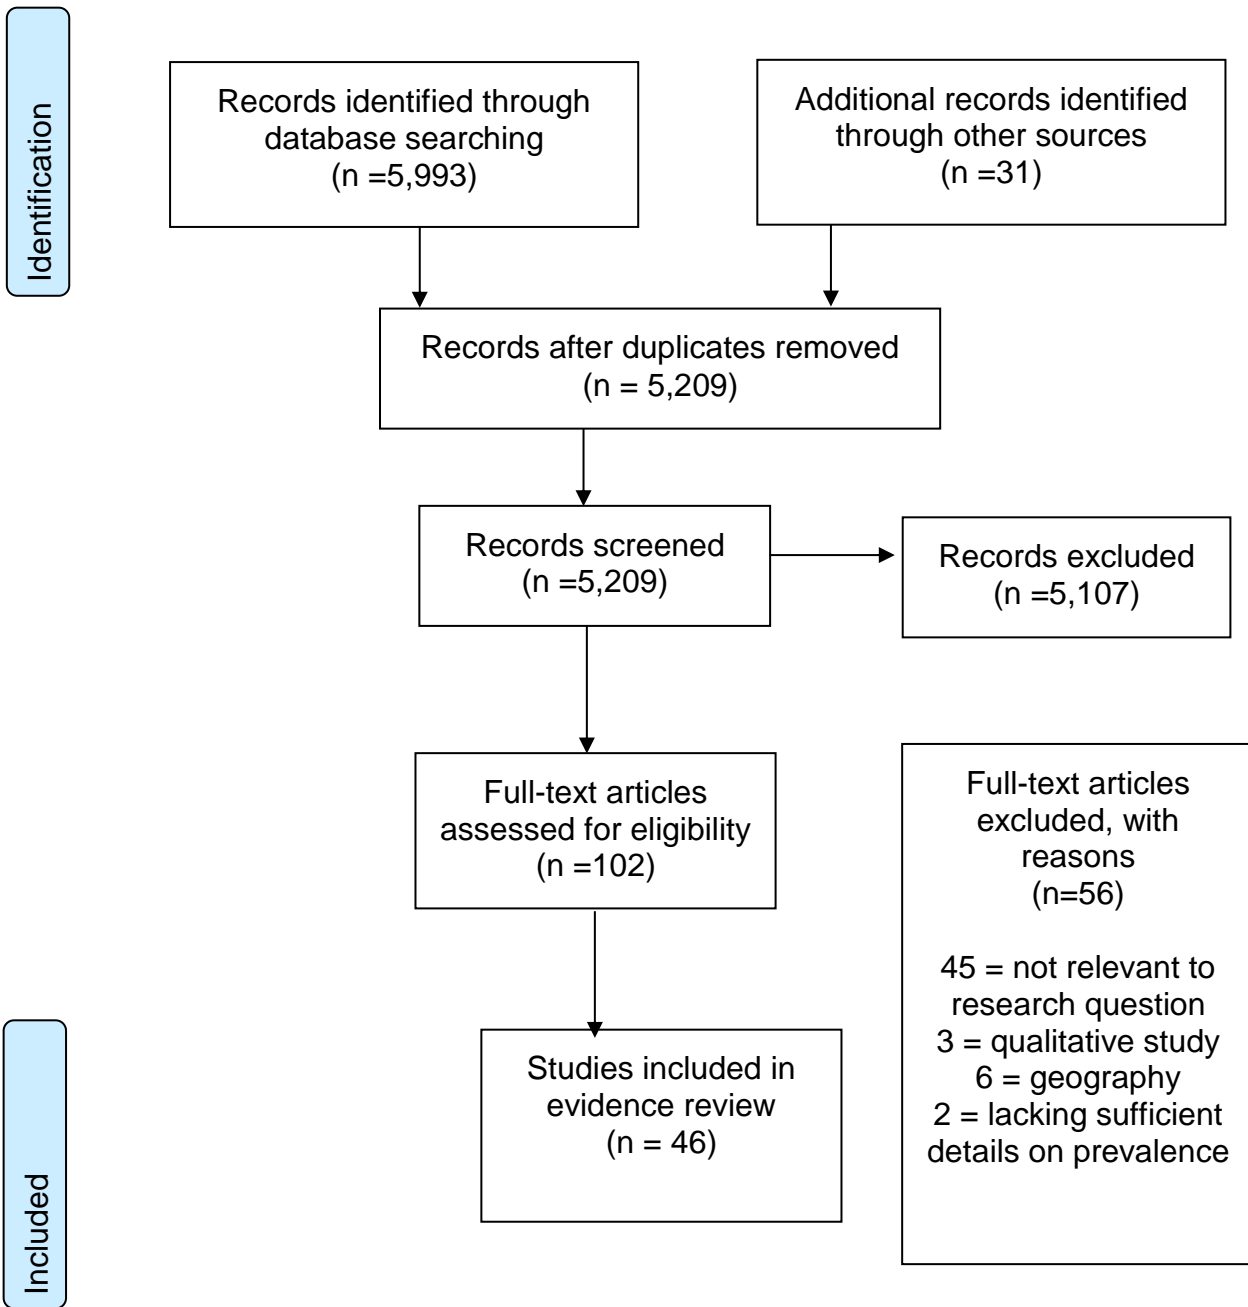 Identification
Records identified through
database searching
(n =5,993)
Additional records identified
through other sources
(n =31)
Records after duplicates removed
(n = 5,209)
Records screened
(n =5,209)
Records excluded
(n =5,107)
Full-text articles
assessed for eligibility
(n =102)
Full-text articles
excluded, with
reasons
(n=56)
45 = not relevant to
research question
3 = qualitative study
6 = geography
2 = lacking sufficient
details on prevalence
Included
Studies included in
evidence review
(n = 46)